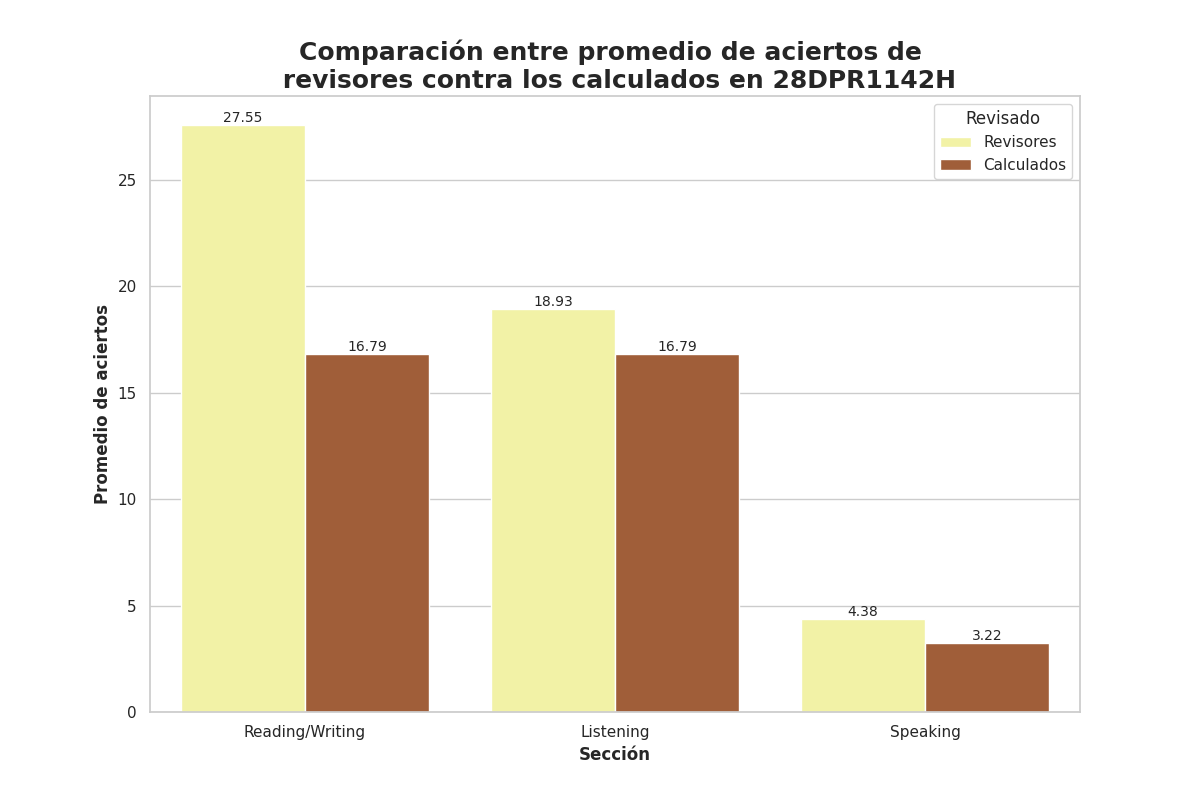 Comparación entre promedio de aciertos de
revisores contra los calculados en 28DPR1142H
Revisado
Revisores
Calculados
Promedio de aciertos
25
20
15
10
5
0
27.55
16.79
18.93
16.79
4.38
3.22
Reading/Writing
Listening
Speaking
Sección